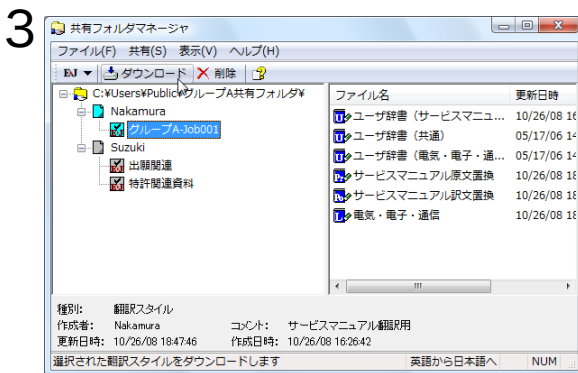 3
共有フォルダマネージャ
ファイル(F) 共有(S) 表示(V) ヘルプ(H)
EJ ダウンロード 削除
C:¥Users¥Public¥グループA共有フォルダ¥
Nakamura
グループA-Job001
Suzuki
出願関連
特許関連資料
ファイル名 更新日時
ユーザ辞書（サービスマニュ... 10/26/08 16
ユーザ辞書（共通） 05/17/06 14
ユーザ辞書（電気・電子・通... 05/17/06 14
サービスマニュアル原文置換 10/26/08 18
サービスマニュアル訳文置換 10/26/08 18
電気・電子・通信 10/26/08 18
種別: 翻訳スタイル
作成者: Nakamura コメント: サービスマニュアル翻訳用
更新日時: 10/26/08 18:47:46 作成日時: 10/26/08 16:26:42
選択された翻訳スタイルをダウンロードします 英語から日本語へ NUM